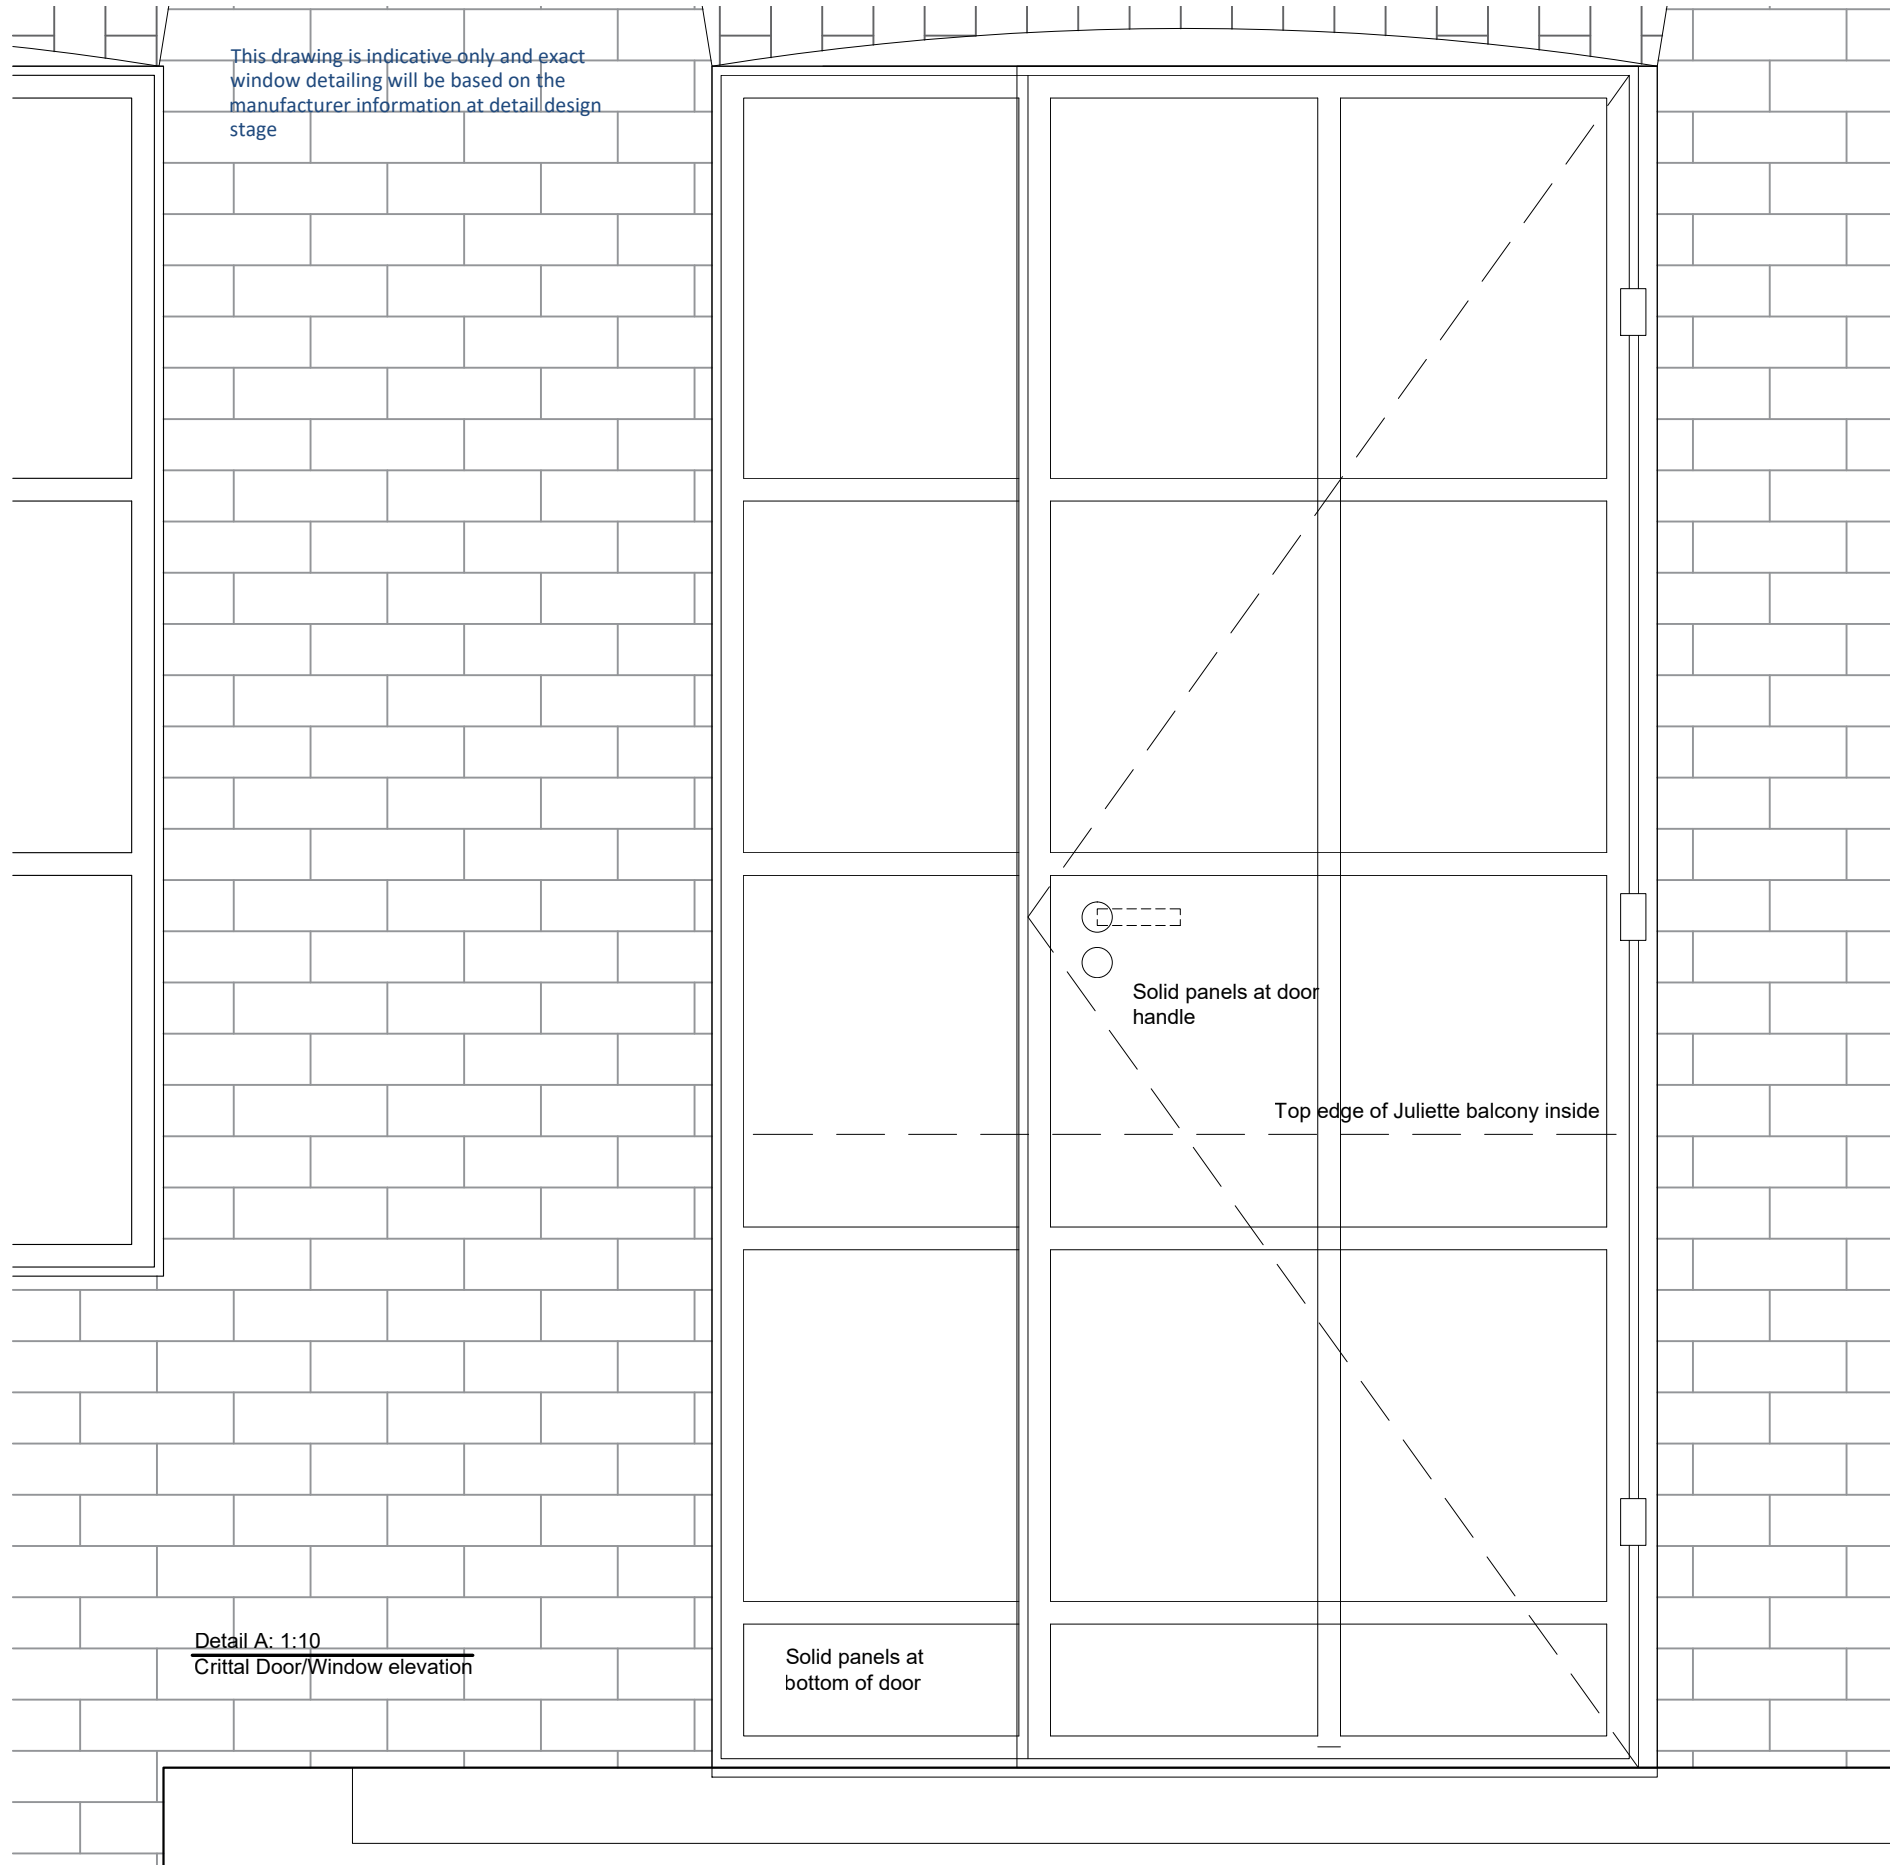 This drawing is indicative only and exact
window detailing will be based on the
manufacturer information at detail design
stage
Solid panels at door
handle
Top edge of Juliette balcony inside
Detail A: 1:10
Crittal Door/Window elevation
Solid panels at
bottom of door